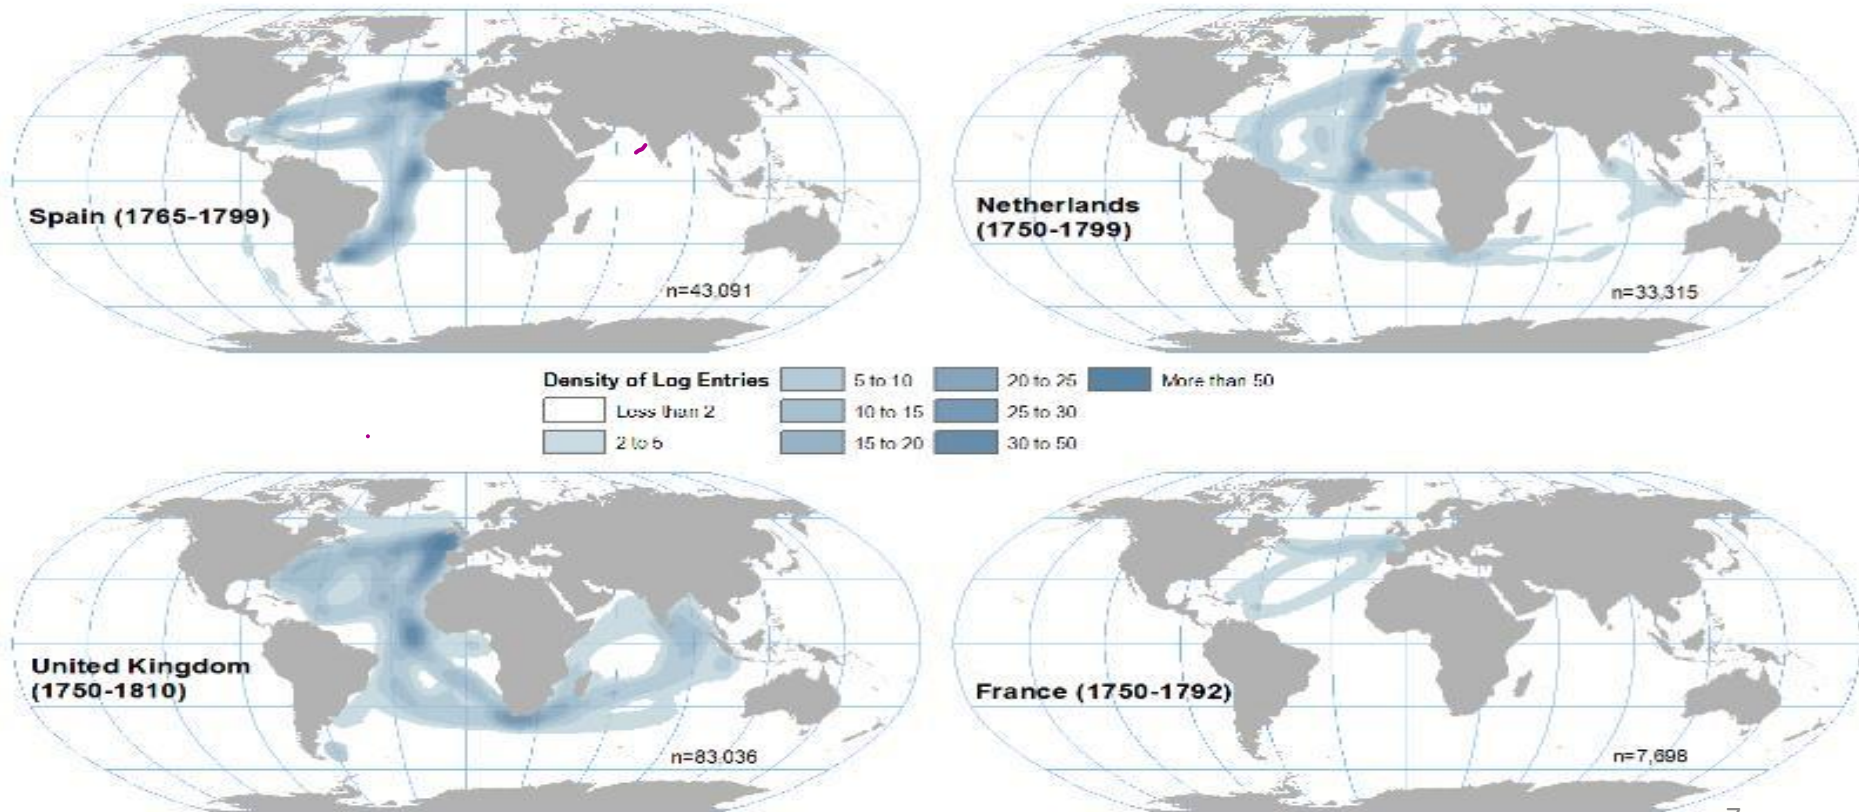 Spain (1765-1799)
n=43,091
Netherlands
(1750-1799)
n=33,315
Density of Log Entries
Less than 2
2 to 5
5 to 10
10 to 15
15 to 20
20 to 25
25 to 30
30 to 50
More than 50
United Kingdom
(1750-1810)
n=83,036
France (1750-1792)
n=7,698